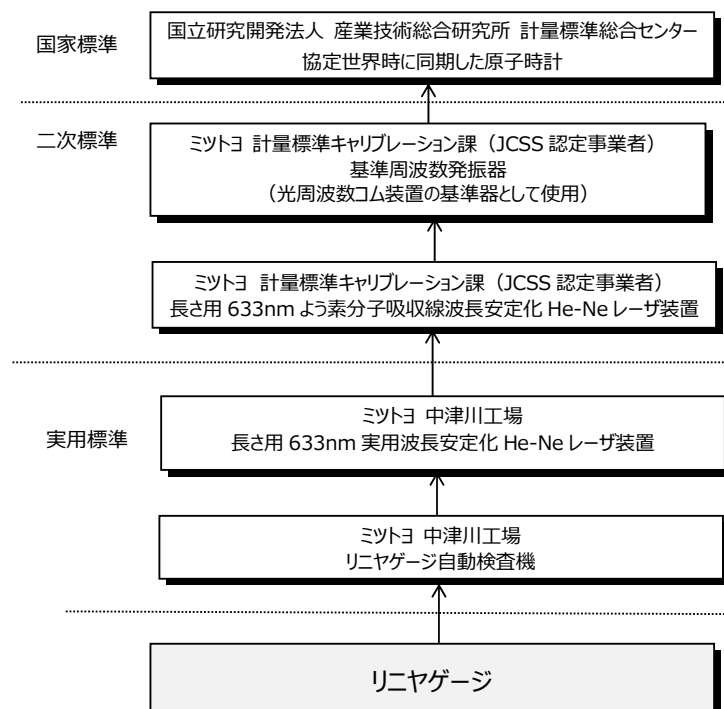 国家標準
国立研究開発法人 産業技術総合研究所 計量標準総合センター
協定世界時に同期した原子時計
二次標準
ミツトヨ 計量標準キャリブレーション課（JCSS 認定事業者）
基準周波数発振器
（光周波数コム装置の基準器として使用）
ミツトヨ 計量標準キャリブレーション課（JCSS 認定事業者）
長さ用 633nm よう素分子吸収線波長安定化 He-Ne レーザ装置
実用標準
ミツトヨ 中津川工場
長さ用 633nm 実用波長安定化 He-Ne レーザ装置
ミツトヨ 中津川工場
リニヤゲージ自動検査機
リニヤゲージ